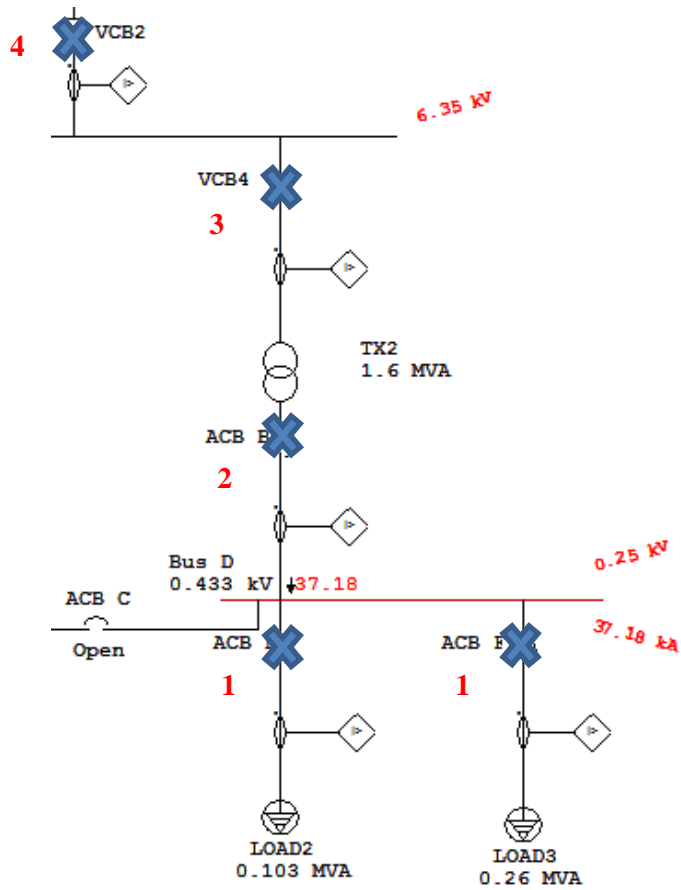 4
VCB2
6.35 kV
VCB4
3
TX2
1.6 MVA
ACB
2
0.25 kV
Bus D
0.433 kV
37.18
ACB C
37.18 kA
Open
ACB
ACB
1
1
LOAD2
0.103 MVA
LOAD3
0.26 MVA